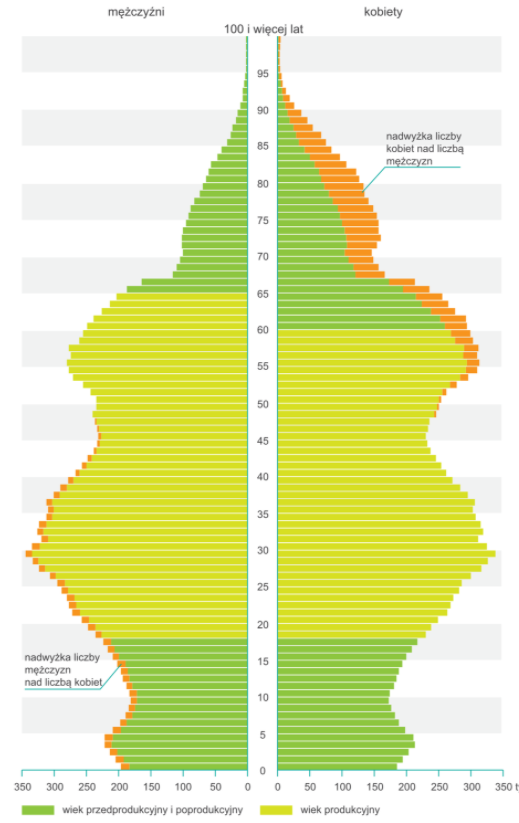 mężczyźni kobiety
100 i więcej lat
95
90
nadwyżka liczby
kobiet nad liczbą
mężczyzn
85
80
75
70
65
60
55
50
45
40
35
30
25
20
nadwyżka liczby
mężczyzn
nad liczbą kobiet
15
10
5
0
350 300 250 200 150 100 50 0 0 50 100 150 200 250 300 350 t
wiek przedprodukcyjny i poprodukcyjny wiek produkcyjny